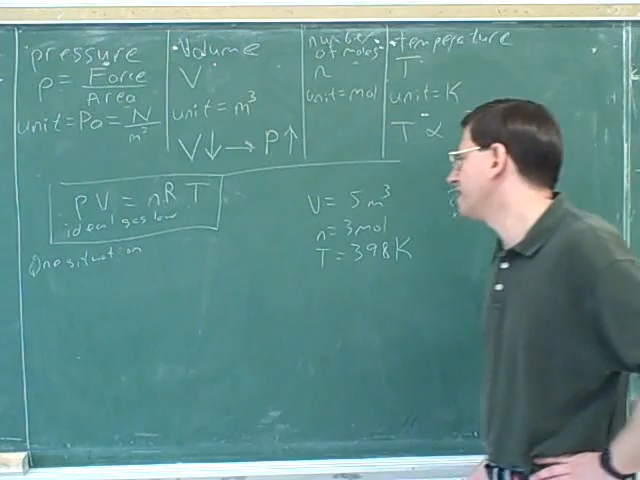 pressure
P = Force
Area
unit = Pa = N
m²
Volume
V
unit = m³
V↓ → P↑
number
of moles
n
unit = mol
temperature
T
unit = K
T ∝
PV = nRT
ideal gas law
One situation
V = 5 m³
n = 3 mol
T = 398 K